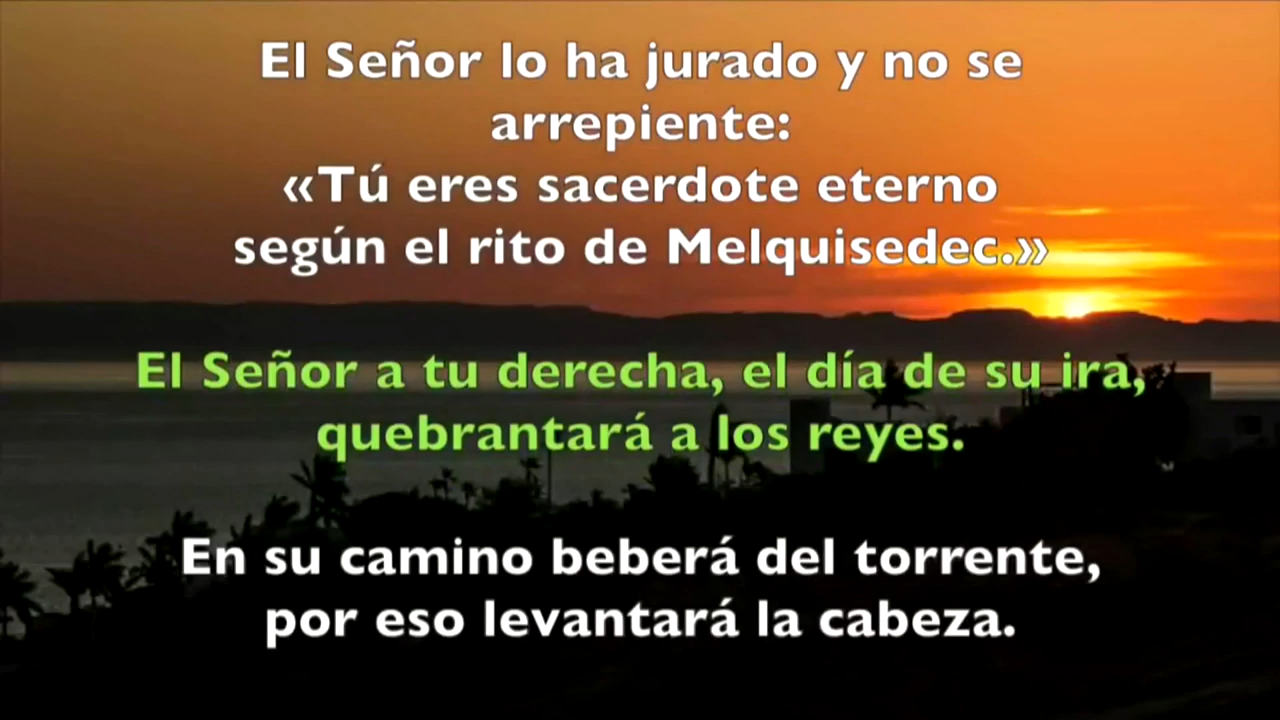 El Señor lo ha jurado y no se
arrepiente:
«Tú eres sacerdote eterno
según el rito de Melquisedec.»
El Señor a tu derecha, el día de su ira,
quebrantará a los reyes.
En su camino beberá del torrente,
por eso levantará la cabeza.